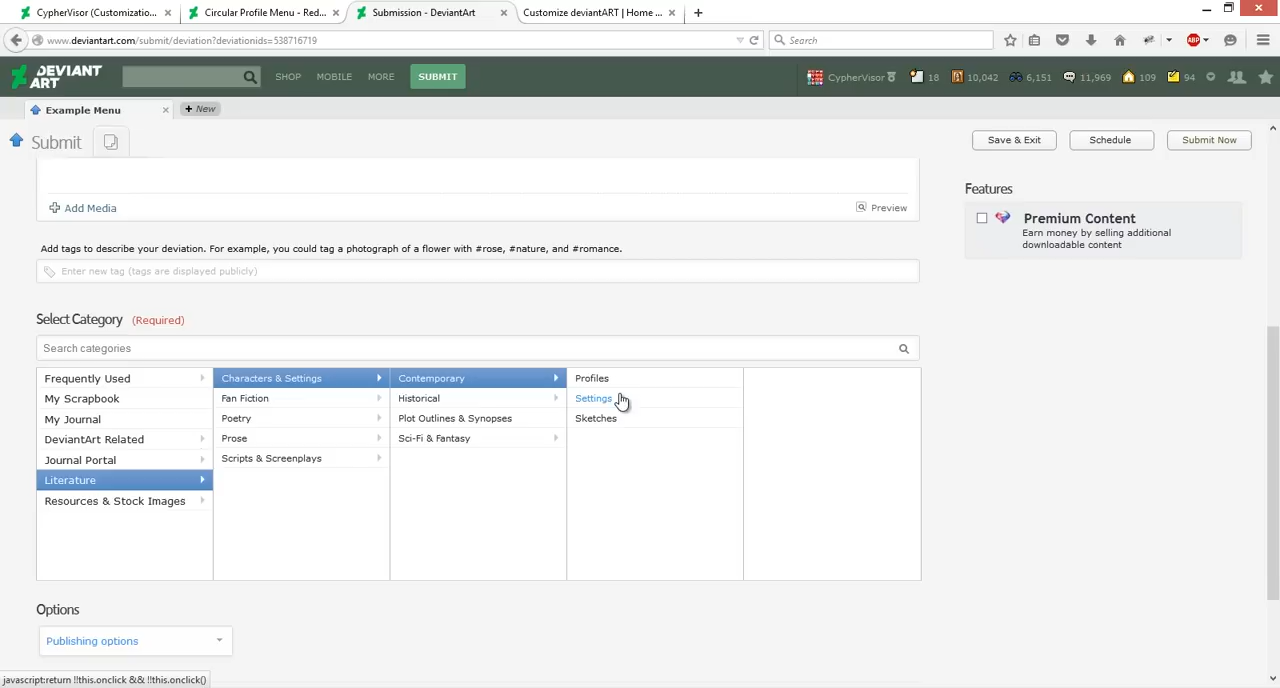 CypherVisor (Customizatio...
Circular Profile Menu - Red...
Submission - DeviantArt
Customize deviantART | Home ...
www.deviantart.com/submit/deviation?deviationids=538716719
Search
ABP
DEVIANT
ART
SHOP
MOBILE
MORE
SUBMIT
CypherVisor
18
10,042
6,151
11,969
109
94
Example Menu
+ New
Submit
Save & Exit
Schedule
Submit Now
Add Media
Preview
Features
Premium Content
Earn money by selling additional
downloadable content
Add tags to describe your deviation. For example, you could tag a photograph of a flower with #rose, #nature, and #romance.
Enter new tag (tags are displayed publicly)
Select Category (Required)
Search categories
Frequently Used
My Scrapbook
My Journal
DeviantArt Related
Journal Portal
Literature
Resources & Stock Images
Characters & Settings
Fan Fiction
Poetry
Prose
Scripts & Screenplays
Contemporary
Historical
Plot Outlines & Synopses
Sci-Fi & Fantasy
Profiles
Settings
Sketches
Options
Publishing options
javascript:return !!this.onclick && !!this.onclick()